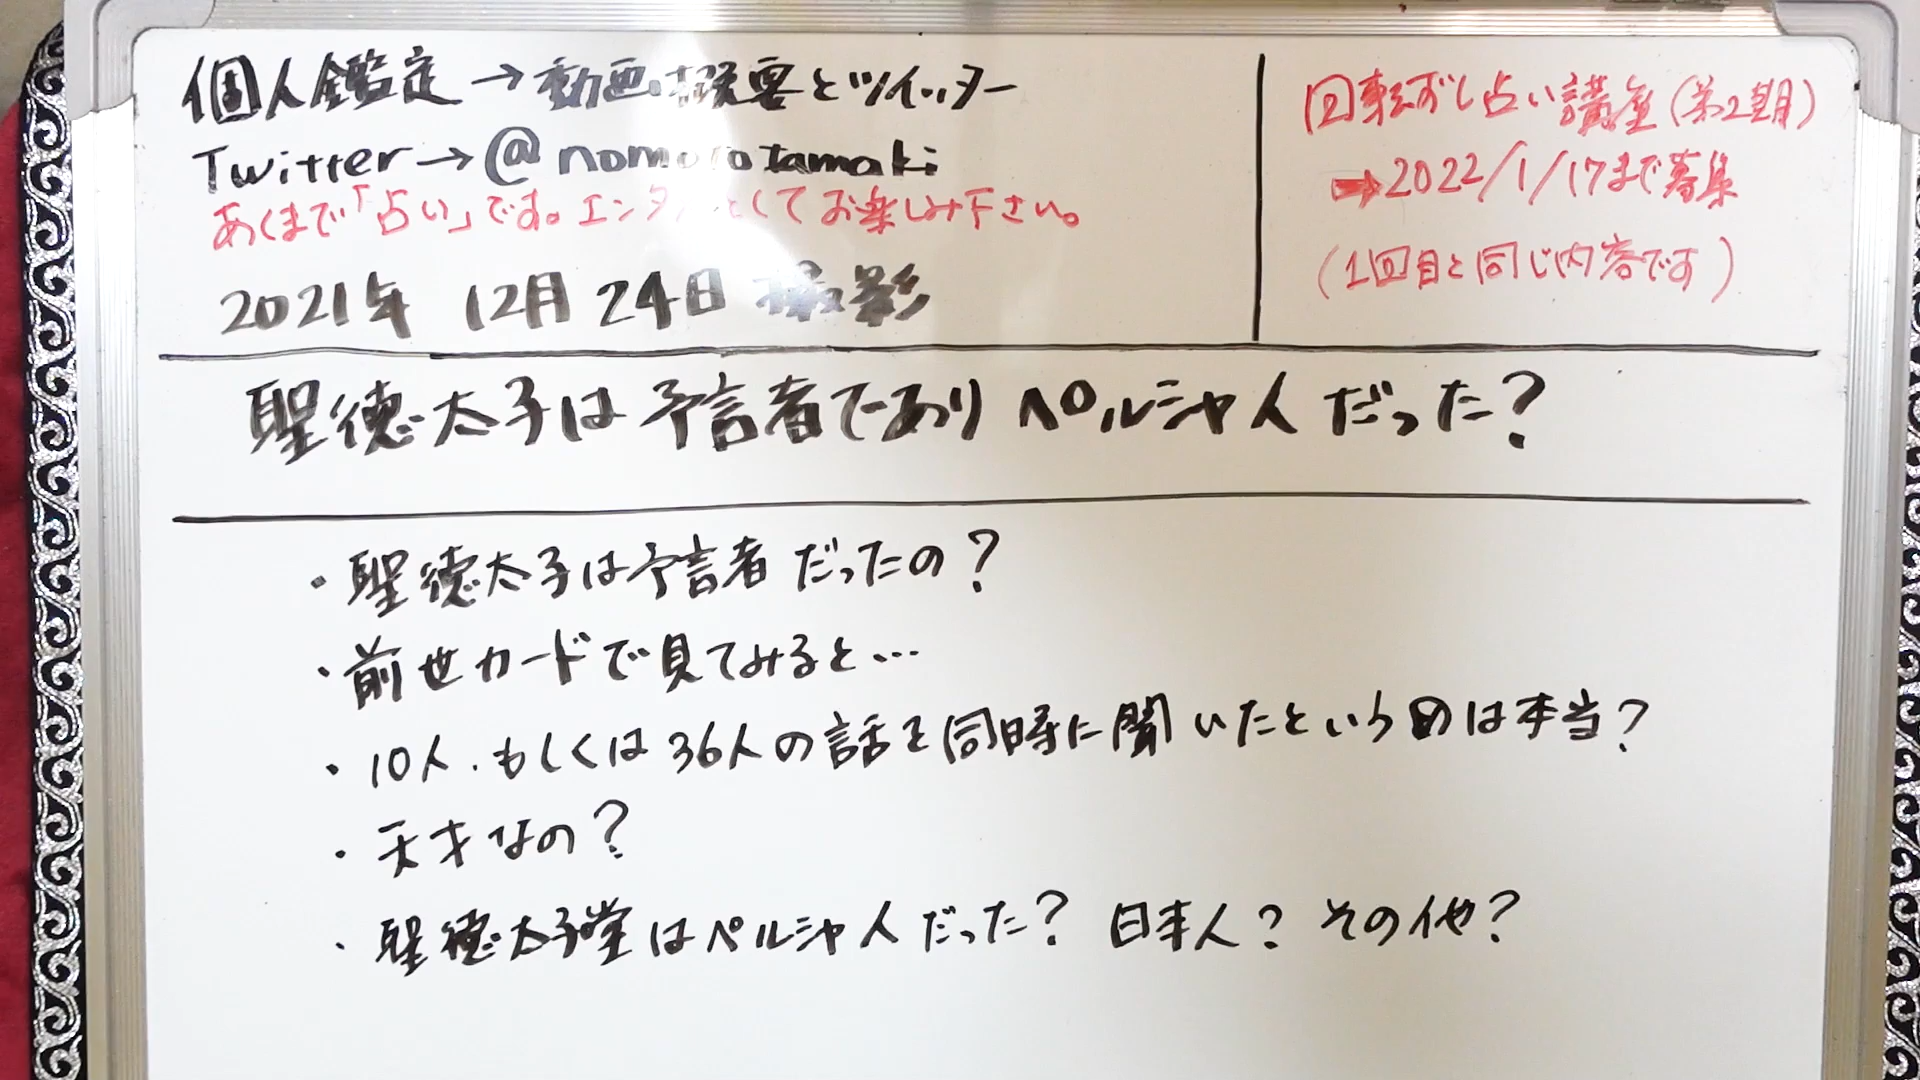 個人鑑定→動画概要とツイッター
Twitter→@nomototamaki
あくまで「占い」です。エンタメとしてお楽しみ下さい。
2021年 12月24日 撮影
回転ずし占い講座(第2期)
➡2022/1/17まで募集
(1回目と同じ内容です)
聖徳太子は予言者でありペルシャ人だった?
・聖徳太子は予言者だったの?
・前世カードで見てみると…
・10人.もしくは36人の話を同時に聞いたというのは本当?
・天才なの?
・聖徳太子堂はペルシャ人だった? 日本人? その他?